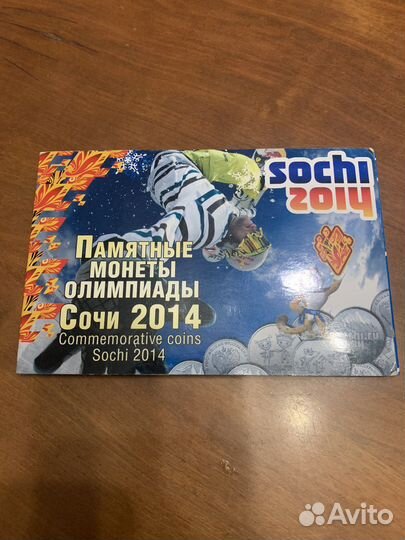 sochi
2014
Памятные
монеты
олимпиады
Сочи 2014
Commemorative coins
Sochi 2014
Avito